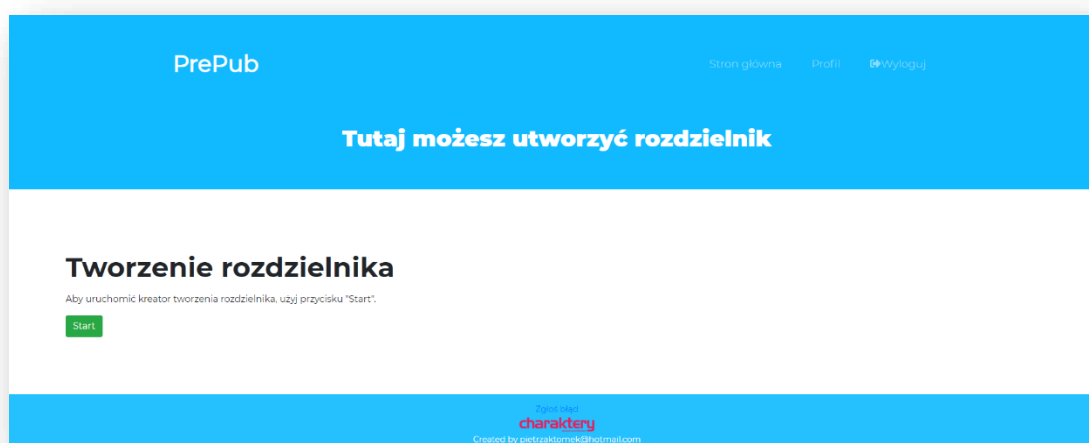 PrePub
Stron główna Profil Wyloguj
Tutaj możesz utworzyć rozdzielnik
Tworzenie rozdzielnika
Aby uruchomić kreator tworzenia rozdzielnika, użyj przycisku "Start".
Start
Zgłoś błąd
charaktery
Created by pietrzaktomek@hotmail.com